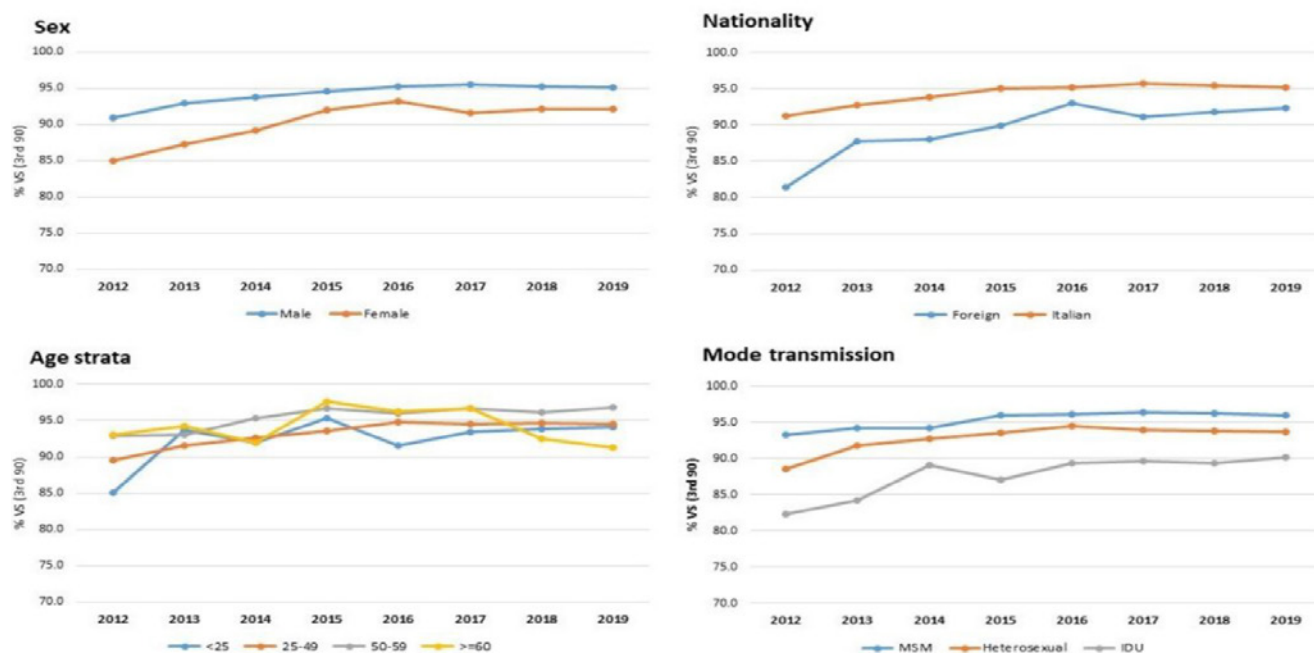 Sex
100.0
95.0
90.0
85.0
80.0
75.0
70.0
% VS (3rd 90)
2012 2013 2014 2015 2016 2017 2018 2019
Male Female
Nationality
100.0
95.0
90.0
85.0
80.0
75.0
70.0
% VS (3rd 90)
2012 2013 2014 2015 2016 2017 2018 2019
Foreign Italian
Age strata
100.0
95.0
90.0
85.0
80.0
75.0
70.0
% VS (3rd 90)
2012 2013 2014 2015 2016 2017 2018 2019
<25 25-49 50-59 >=60
Mode transmission
100.0
95.0
90.0
85.0
80.0
75.0
70.0
% VS (3rd 90)
2012 2013 2014 2015 2016 2017 2018 2019
MSM Heterosexual IDU